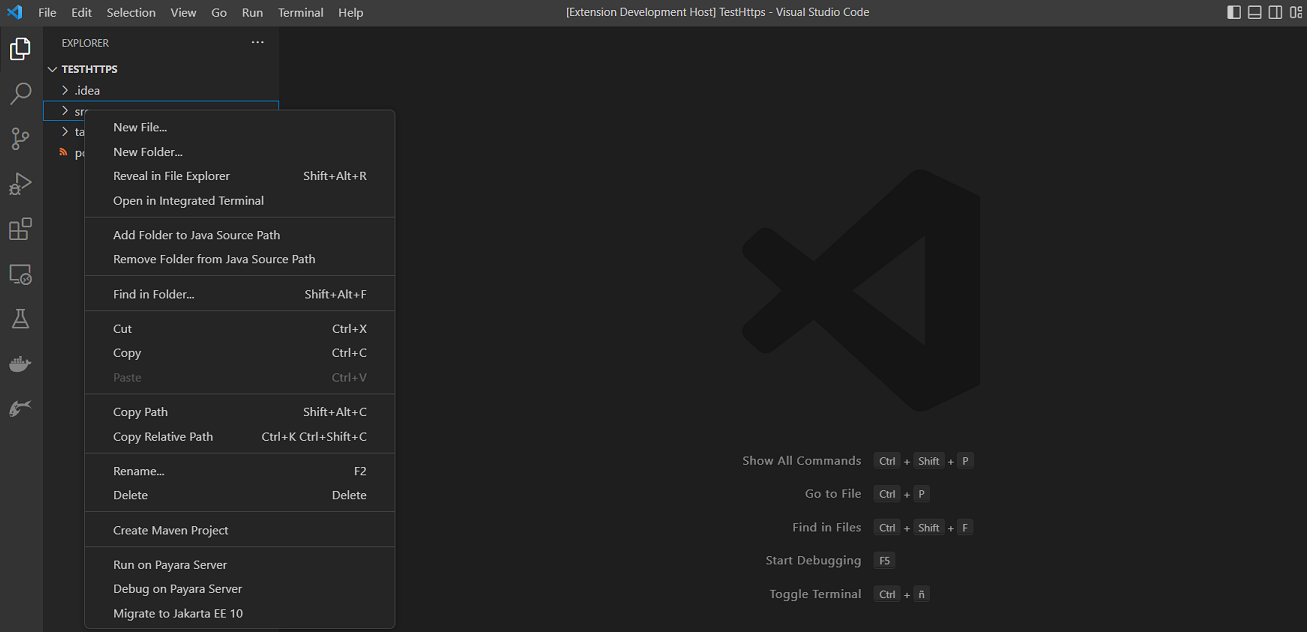 File Edit Selection View Go Run Terminal Help [Extension Development Host] TestHttps - Visual Studio Code
EXPLORER
TESTHTTPS
.idea
New File...
New Folder...
Reveal in File Explorer Shift+Alt+R
Open in Integrated Terminal
Add Folder to Java Source Path
Remove Folder from Java Source Path
Find in Folder... Shift+Alt+F
Cut Ctrl+X
Copy Ctrl+C
Paste Ctrl+V
Copy Path Shift+Alt+C
Copy Relative Path Ctrl+K Ctrl+Shift+C
Rename... F2
Delete Delete
Create Maven Project
Run on Payara Server
Debug on Payara Server
Migrate to Jakarta EE 10
Show All Commands Ctrl + Shift + P
Go to File Ctrl + P
Find in Files Ctrl + Shift + F
Start Debugging F5
Toggle Terminal Ctrl + ñ